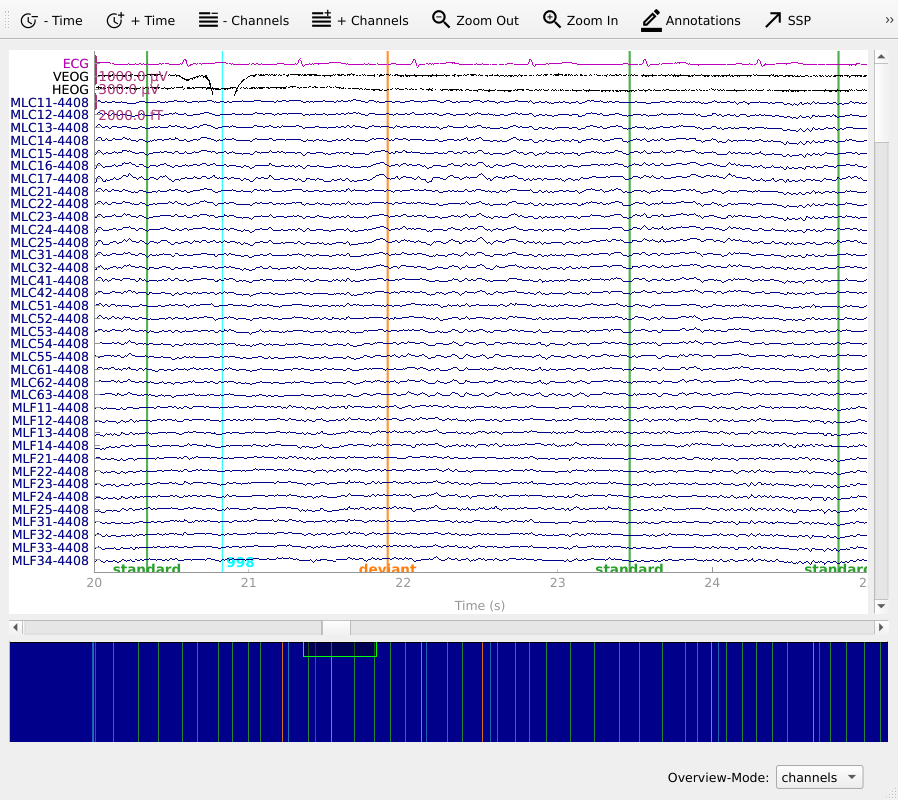 - Time + Time - Channels + Channels Zoom Out Zoom In Annotations SSP »
ECG
VEOG 1000.0 µV
HEOG 300.0 µV
MLC11-4408
MLC12-4408 2000.0 fT
MLC13-4408
MLC14-4408
MLC15-4408
MLC16-4408
MLC17-4408
MLC21-4408
MLC22-4408
MLC23-4408
MLC24-4408
MLC25-4408
MLC31-4408
MLC32-4408
MLC41-4408
MLC42-4408
MLC51-4408
MLC52-4408
MLC53-4408
MLC54-4408
MLC55-4408
MLC61-4408
MLC62-4408
MLC63-4408
MLF11-4408
MLF12-4408
MLF13-4408
MLF14-4408
MLF21-4408
MLF22-4408
MLF23-4408
MLF24-4408
MLF25-4408
MLF31-4408
MLF32-4408
MLF33-4408
MLF34-4408
standard 998 deviant standard standard
20 21 22 23 24 2
Time (s)
Overview-Mode: channels